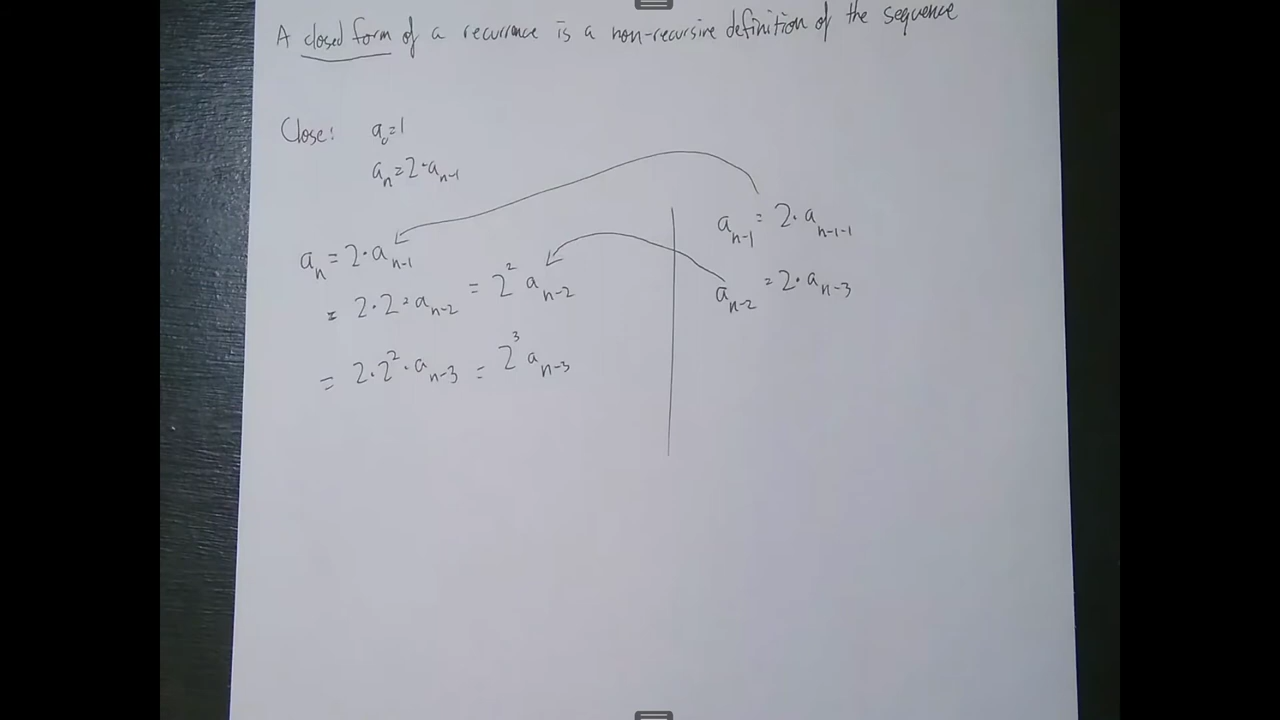 A closed form of a recurrence is a non-recursive definition of the sequence
Close: a₀=1
aₙ=2·aₙ₋₁
aₙ = 2·aₙ₋₁
= 2·2·aₙ₋₂ = 2² aₙ₋₂
= 2·2²·aₙ₋₃ = 2³ aₙ₋₃
aₙ₋₁ = 2·aₙ₋₁₋₁
aₙ₋₂ = 2·aₙ₋₃